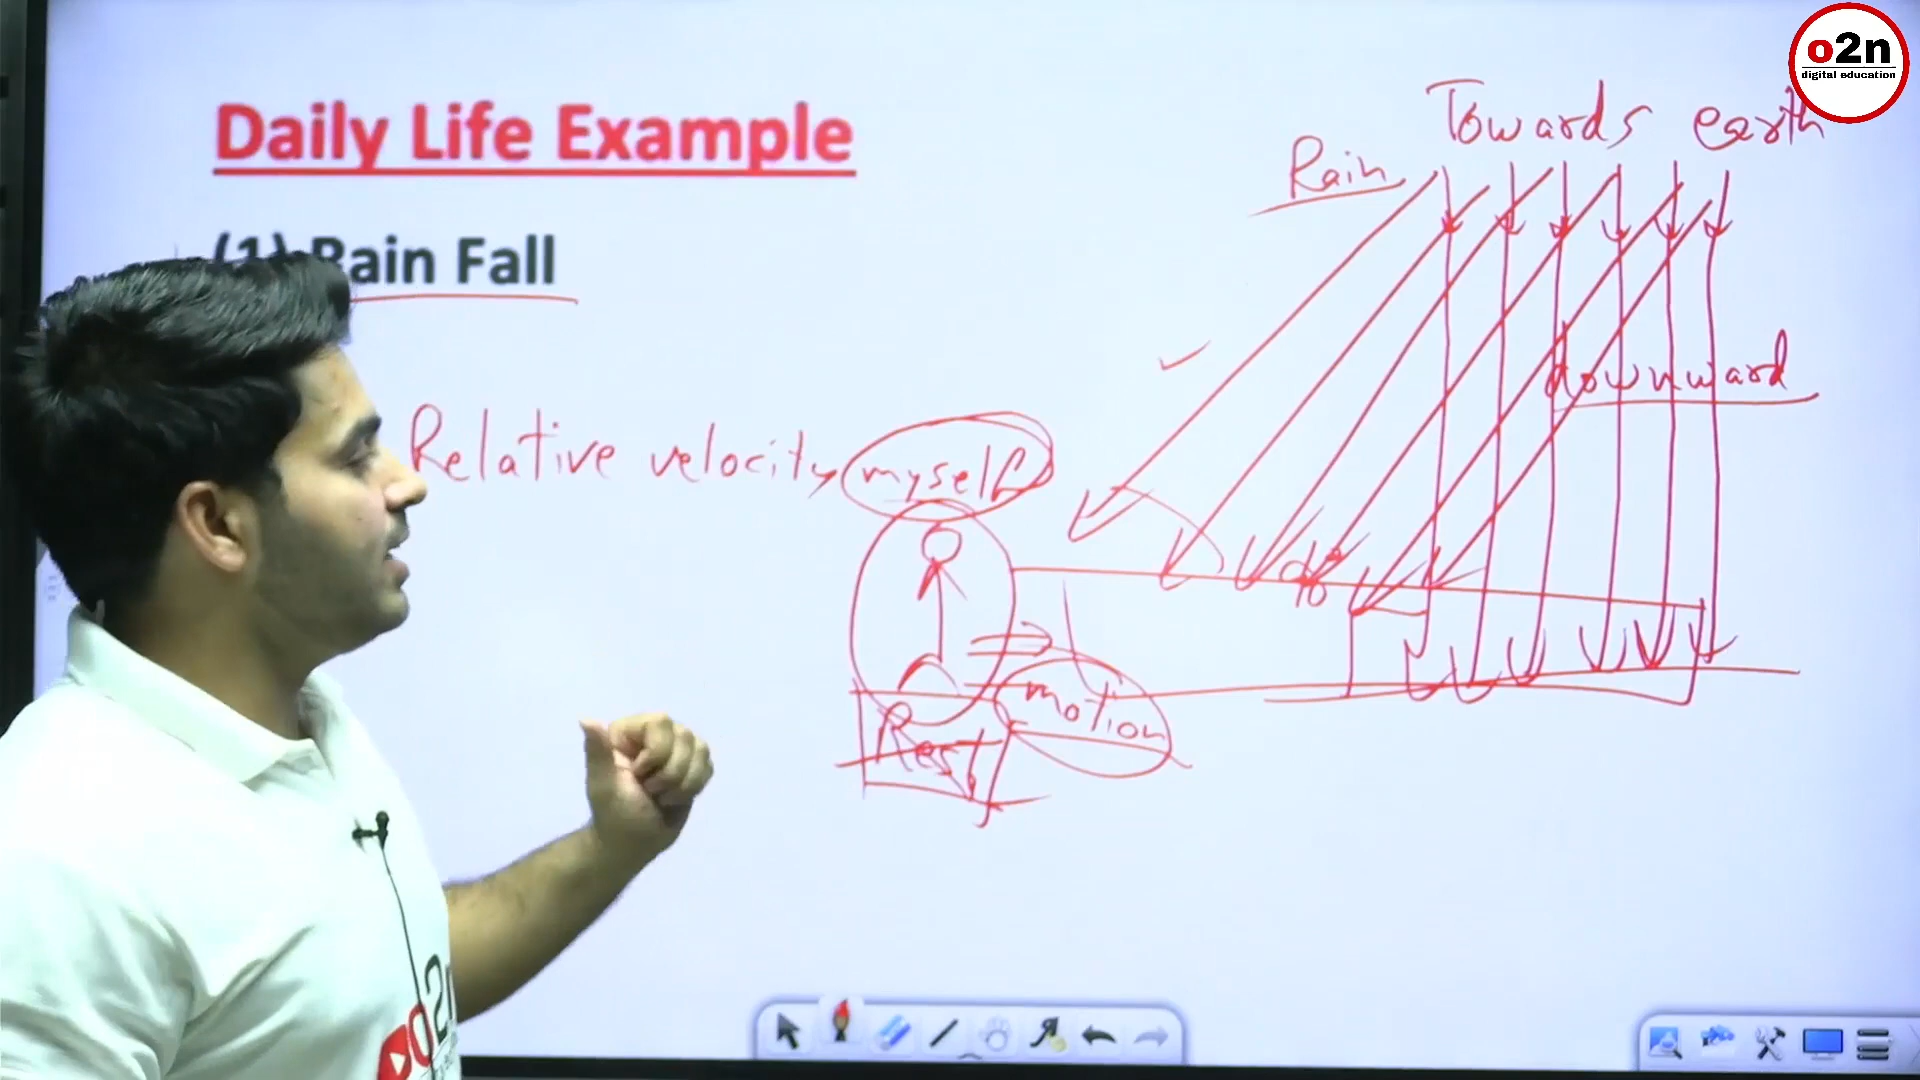 o2n
digital education
Daily Life Example
Towards earth
Rain
(1) Rain Fall
downward
Relative velocity myself
motion
Rest